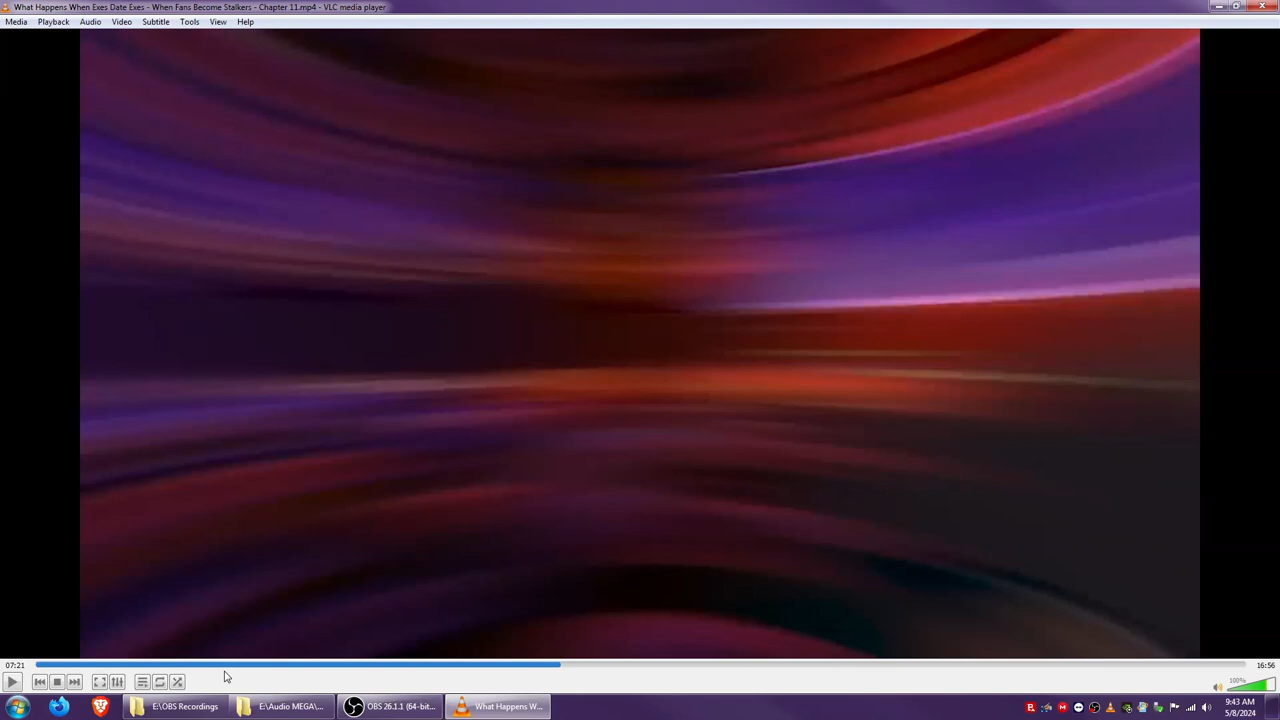 What Happens When Exes Date Exes - When Fans Become Stalkers - Chapter 11.mp4 - VLC media player
Media Playback Audio Video Subtitle Tools View Help
07:21 16:56
100%
E:\OBS Recordings E:\Audio MEGA\... OBS 26.1.1 (64-bit... What Happens W... 9:43 AM
5/8/2024